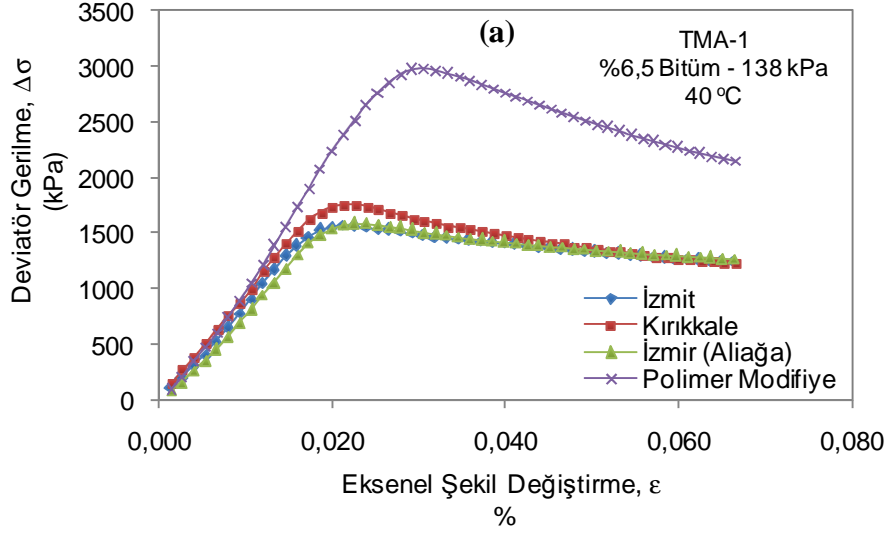 (a)
TMA-1
%6,5 Bitüm - 138 kPa
40 ºC
3500
3000
2500
2000
1500
1000
500
0
Deviatör Gerilme, Δσ
(kPa)
İzmit
Kırıkkale
İzmir (Aliağa)
Polimer Modifiye
0,000
0,020
0,040
0,060
0,080
Eksenel Şekil Değiştirme, ε
%